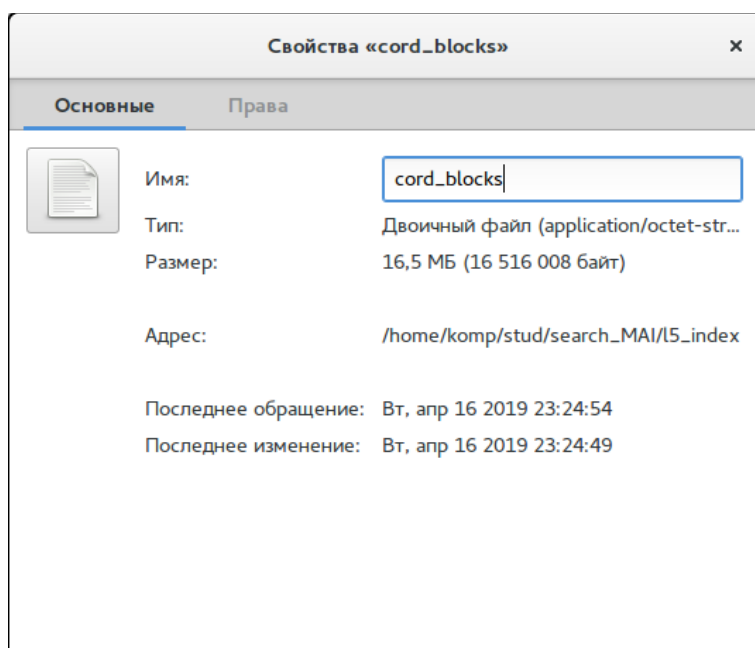 Свойства «cord_blocks»
×
Основные Права
Имя: cord_blocks
Тип: Двоичный файл (application/octet-str...
Размер: 16,5 МБ (16 516 008 байт)
Адрес: /home/komp/stud/search_MAI/l5_index
Последнее обращение: Вт, апр 16 2019 23:24:54
Последнее изменение: Вт, апр 16 2019 23:24:49